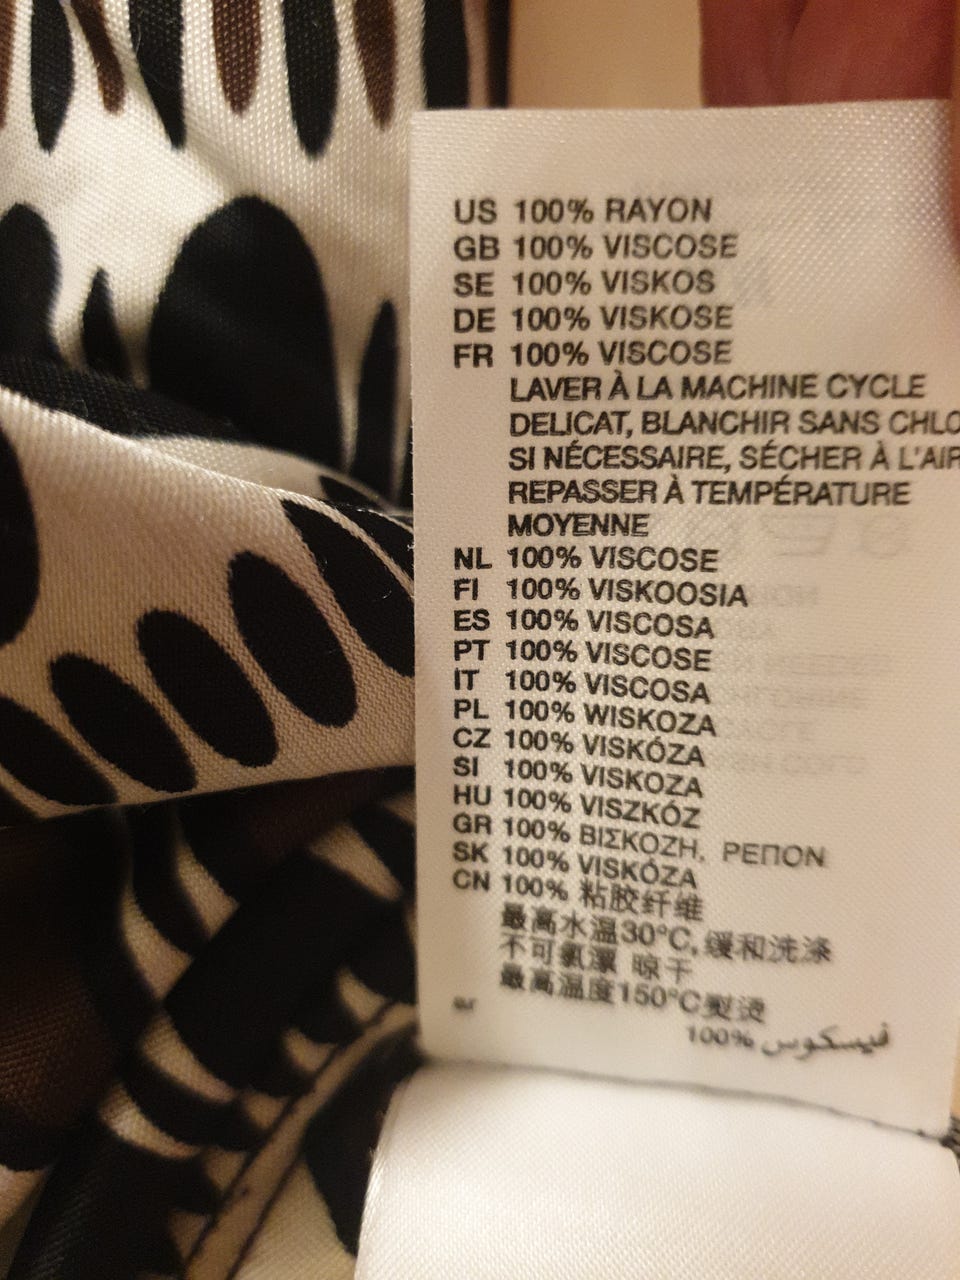 US 100% RAYON
GB 100% VISCOSE
SE 100% VISKOS
DE 100% VISKOSE
FR 100% VISCOSE
LAVER À LA MACHINE CYCLE
DELICAT, BLANCHIR SANS CHLO
SI NÉCESSAIRE, SÉCHER À L'AIR
REPASSER À TEMPÉRATURE
MOYENNE
NL 100% VISCOSE
FI 100% VISKOOSIA
ES 100% VISCOSA
PT 100% VISCOSE
IT 100% VISCOSA
PL 100% WISKOZA
CZ 100% VISKÓZA
SI 100% VISKOZA
HU 100% VISZKÓZ
GR 100% ΒΙΣΚΟΖΗ, ΡΕΠΟΝ
SK 100% VISKÓZA
CN 100% 粘胶纤维
最高水温30°C,缓和洗涤
不可氯漂 晾干
最高温度150°C熨烫
100% فيسكوس